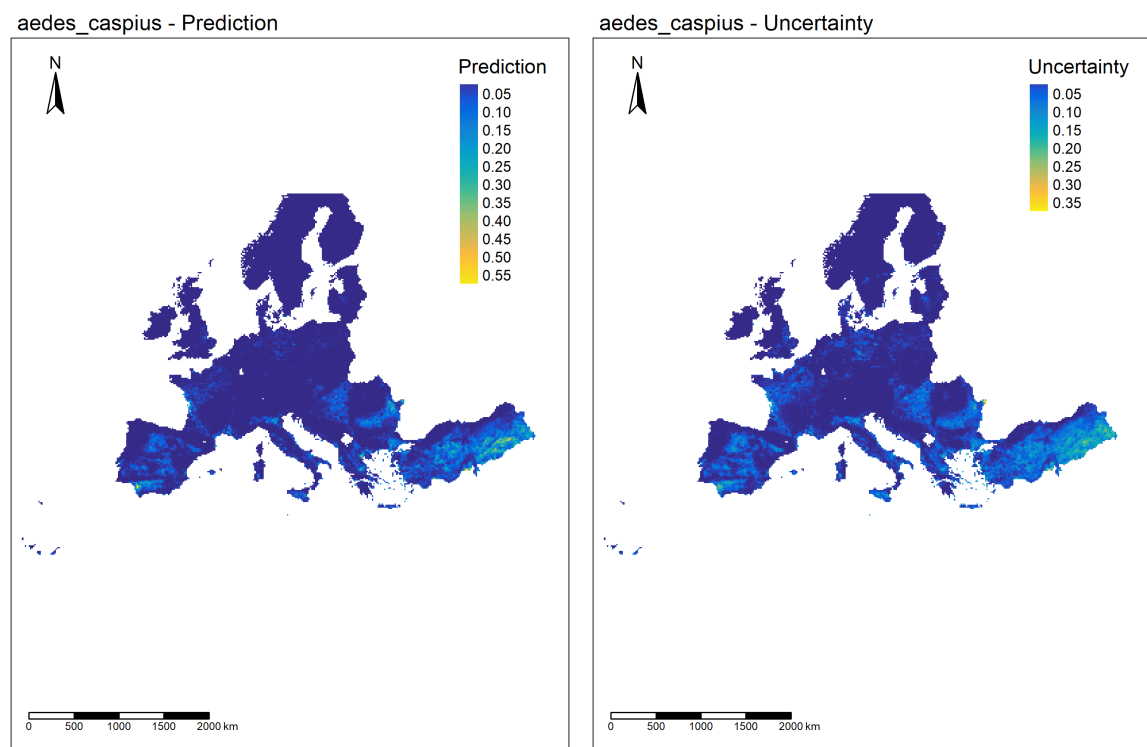 aedes_caspius - Prediction
N
Prediction
0.05
0.10
0.15
0.20
0.25
0.30
0.35
0.40
0.45
0.50
0.55
0 500 1000 1500 2000 km
aedes_caspius - Uncertainty
N
Uncertainty
0.05
0.10
0.15
0.20
0.25
0.30
0.35
0 500 1000 1500 2000 km